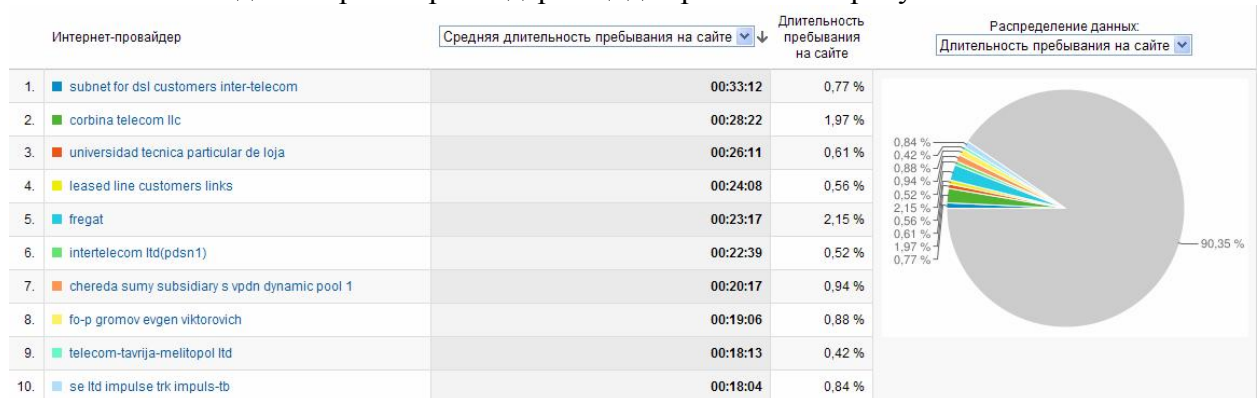 Интернет-провайдер
Средняя длительность пребывания на сайте
Длительность
пребывания
на сайте
Распределение данных:
Длительность пребывания на сайте
1. subnet for dsl customers inter-telecom 00:33:12 0,77 %
2. corbina telecom llc 00:28:22 1,97 %
3. universidad tecnica particular de loja 00:26:11 0,61 %
4. leased line customers links 00:24:08 0,56 %
5. fregat 00:23:17 2,15 %
6. intertelecom ltd(pdsn1) 00:22:39 0,52 %
7. chereda sumy subsidiary s vpdn dynamic pool 1 00:20:17 0,94 %
8. fo-p gromov evgen viktorovich 00:19:06 0,88 %
9. telecom-tavrija-melitopol ltd 00:18:13 0,42 %
10. se ltd impulse trk impuls-tb 00:18:04 0,84 %
0,84 %
0,42 %
0,88 %
0,94 %
0,52 %
2,15 %
0,56 %
0,61 %
1,97 %
0,77 %
90,35 %